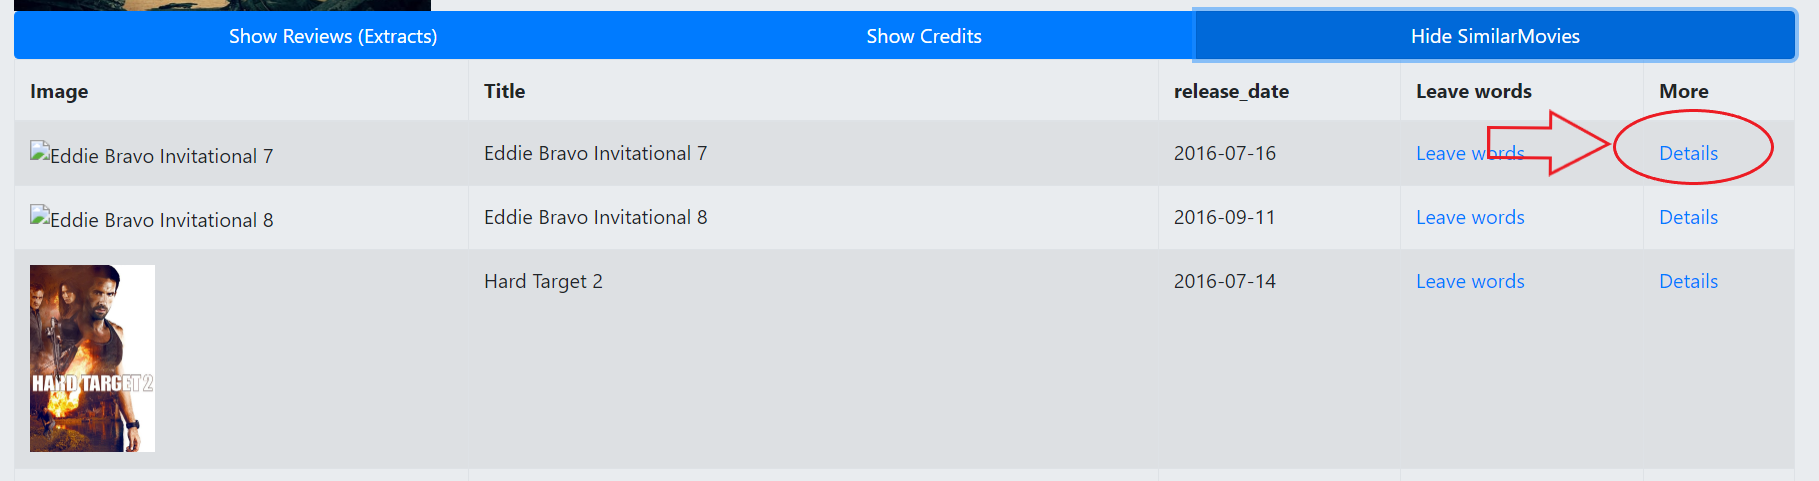 Show Reviews (Extracts) Show Credits Hide SimilarMovies
Image Title release_date Leave words More
Eddie Bravo Invitational 7 Eddie Bravo Invitational 7 2016-07-16 Leave words Details
Eddie Bravo Invitational 8 Eddie Bravo Invitational 8 2016-09-11 Leave words Details
Hard Target 2 2016-07-14 Leave words Details
HARD TARGET 2